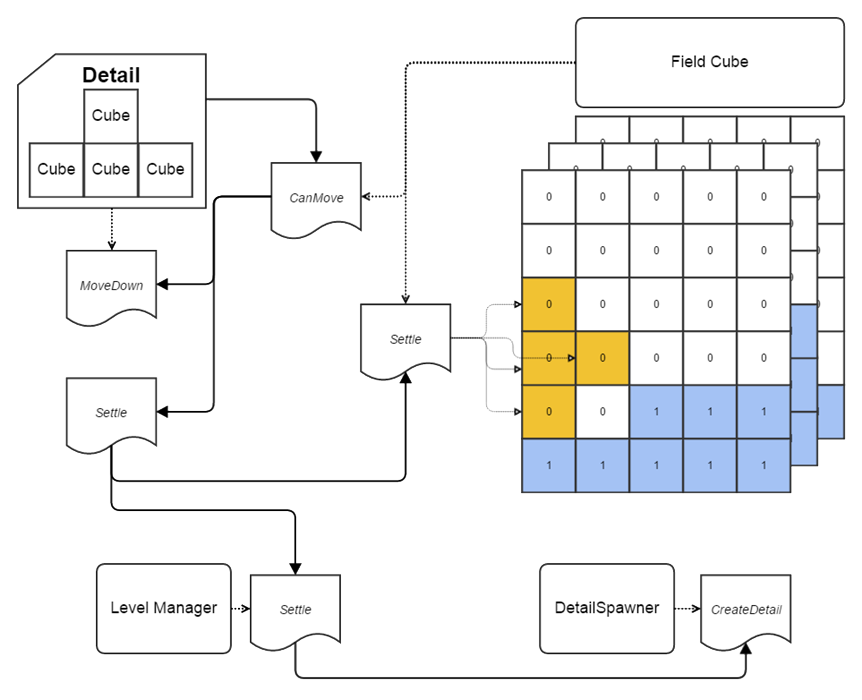 Detail
Cube
Cube Cube Cube
Field Cube
CanMove
MoveDown
Settle
Settle
0 0 0 0 0
0 0 0 0 0
0 0 0 0 0
0 0 0 0 0
0 0 1 1 1
1 1 1 1 1
Level Manager
Settle
DetailSpawner
CreateDetail